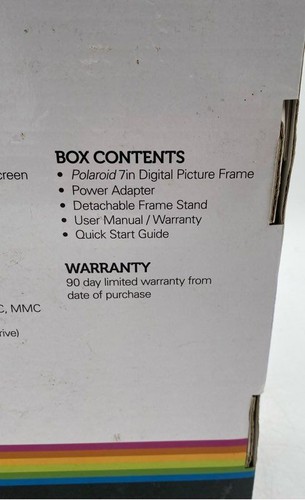 BOX CONTENTS
creen
• Polaroid 7in Digital Picture Frame
• Power Adapter
• Detachable Frame Stand
• User Manual / Warranty
• Quick Start Guide
WARRANTY
90 day limited warranty from
date of purchase
C, MMC
rive)